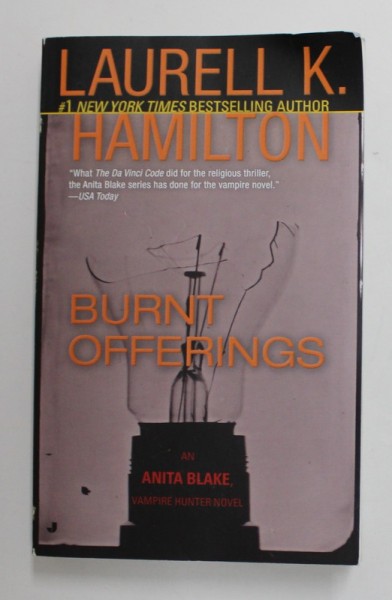 LAURELL K.
#1 NEW YORK TIMES BESTSELLING AUTHOR
HAMILTON
“What The Da Vinci Code did for the religious thriller,
the Anita Blake series has done for the vampire novel.”
—USA Today
BURNT
OFFERINGS
AN
ANITA BLAKE,
VAMPIRE HUNTER NOVEL